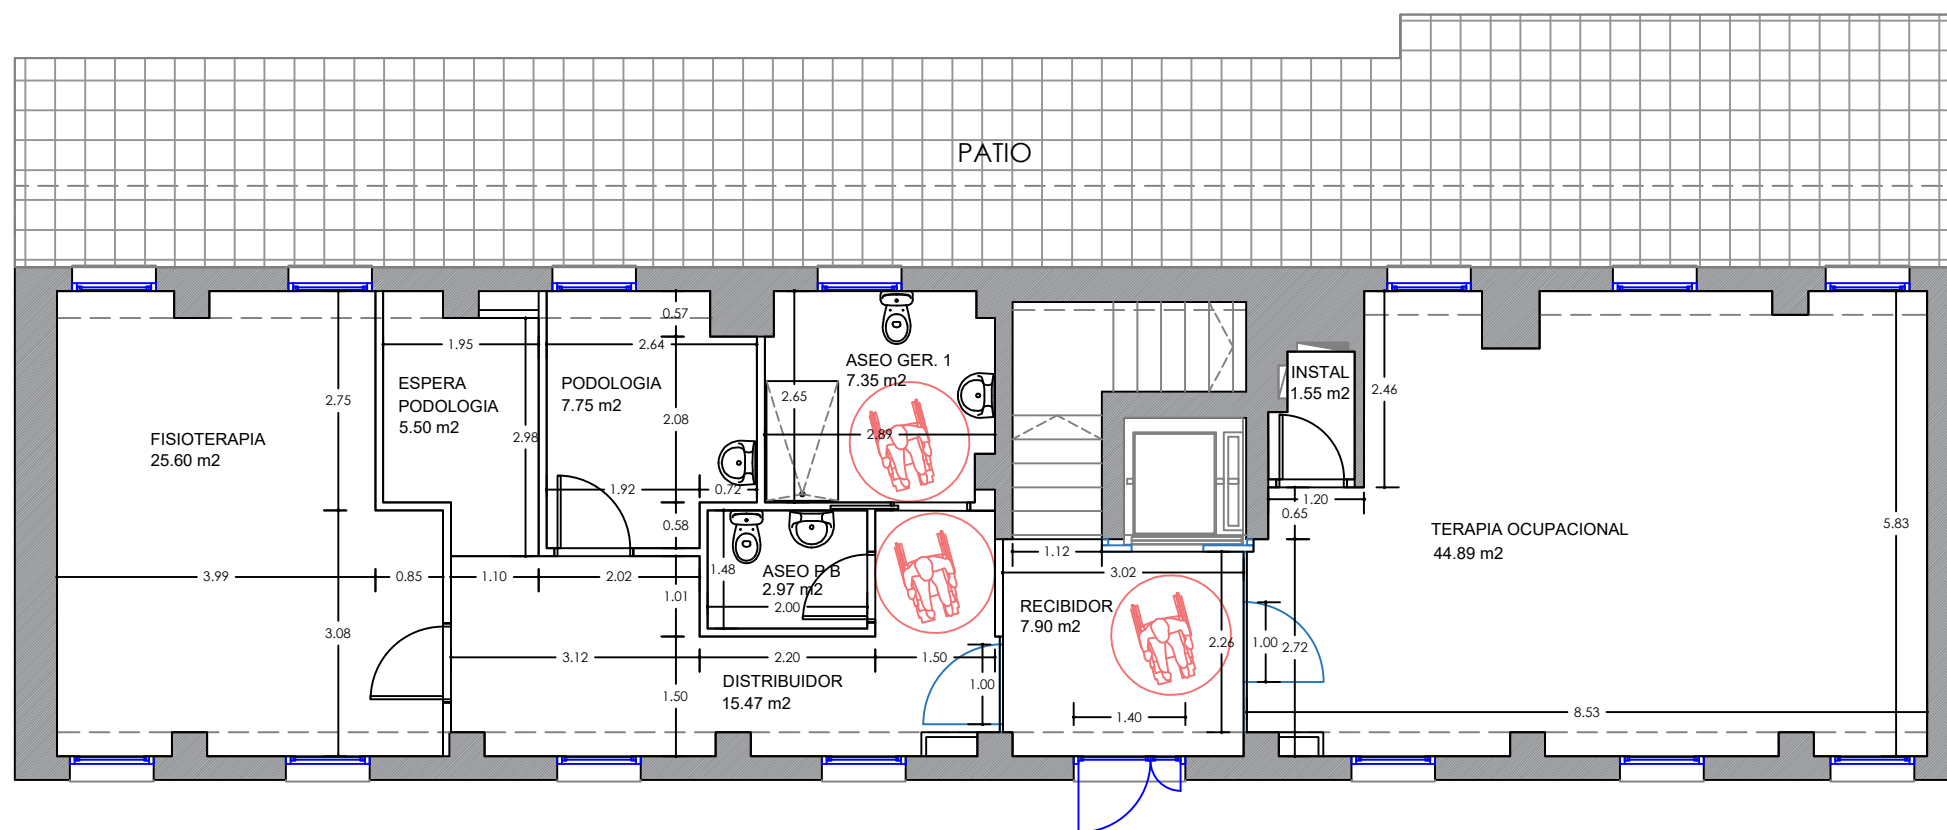 PATIO
0.57
1.95
2.64
ASEO GER. 1
7.35 m2
INSTAL
1.55 m2
ESPERA
PODOLOGIA
5.50 m2
PODOLOGIA
7.75 m2
2.75
2.65
2.46
2.08
2.98
2.89
FISIOTERAPIA
25.60 m2
1.92
0.72
1.20
0.65
0.58
TERAPIA OCUPACIONAL
44.89 m2
5.83
1.12
1.48
ASEO P B
2.97 m2
3.99
0.85
1.10
2.02
3.02
1.01
2.00
RECIBIDOR
7.90 m2
3.08
2.26
1.00
2.72
3.12
2.20
1.50
DISTRIBUIDOR
15.47 m2
1.00
1.50
1.40
8.53